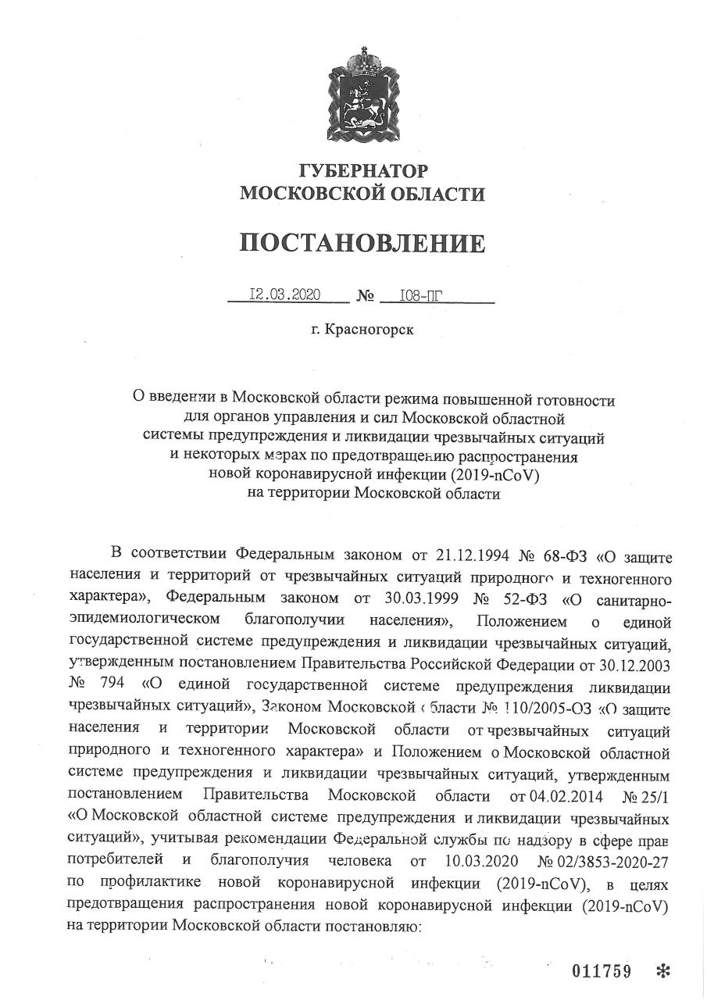 ГУБЕРНАТОР
МОСКОВСКОЙ ОБЛАСТИ
ПОСТАНОВЛЕНИЕ
12.03.2020 № 108-ПГ
г. Красногорск
О введении в Московской области режима повышенной готовности
для органов управления и сил Московской областной
системы предупреждения и ликвидации чрезвычайных ситуаций
и некоторых мерах по предотвращению распространения
новой коронавирусной инфекции (2019-nCoV)
на территории Московской области
В соответствии Федеральным законом от 21.12.1994 № 68-ФЗ «О защите
населения и территорий от чрезвычайных ситуаций природного и техногенного
характера», Федеральным законом от 30.03.1999 № 52-ФЗ «О санитарно-
эпидемиологическом благополучии населения», Положением о единой
государственной системе предупреждения и ликвидации чрезвычайных ситуаций,
утвержденным постановлением Правительства Российской Федерации от 30.12.2003
№ 794 «О единой государственной системе предупреждения ликвидации
чрезвычайных ситуаций», Законом Московской области № 110/2005-ОЗ «О защите
населения и территории Московской области от чрезвычайных ситуаций
природного и техногенного характера» и Положением о Московской областной
системе предупреждения и ликвидации чрезвычайных ситуаций, утвержденным
постановлением Правительства Московской области от 04.02.2014 № 25/1
«О Московской областной системе предупреждения и ликвидации чрезвычайных
ситуаций», учитывая рекомендации Федеральной службы по надзору в сфере прав
потребителей и благополучия человека от 10.03.2020 № 02/3853-2020-27
по профилактике новой коронавирусной инфекции (2019-nCoV), в целях
предотвращения распространения новой коронавирусной инфекции (2019-nCoV)
на территории Московской области постановляю:
011759 *